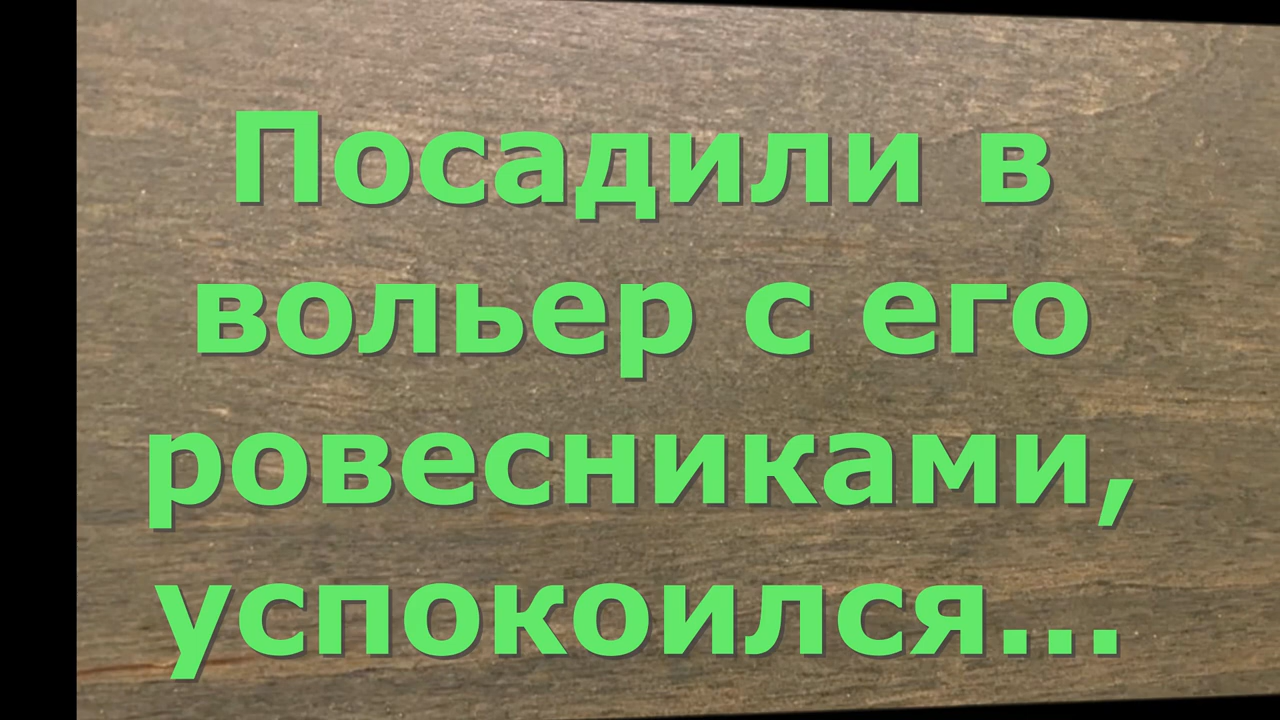 Посадили в
вольер с его
ровесниками,
успокоился...